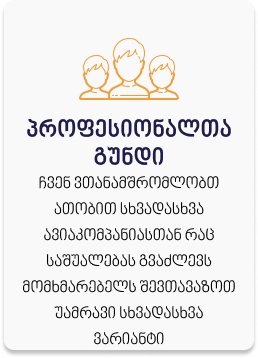 პროფესიონალთა
გუნდი
ჩვენ ვთანამშრომლობთ
ათობით სხვადასხვა
ავიაკომპანიასთან რაც
საშუალებას გვაძლევს
მომხმარებელს შევთავაზოთ
უამრავი სხვადასხვა
ვარიანტი